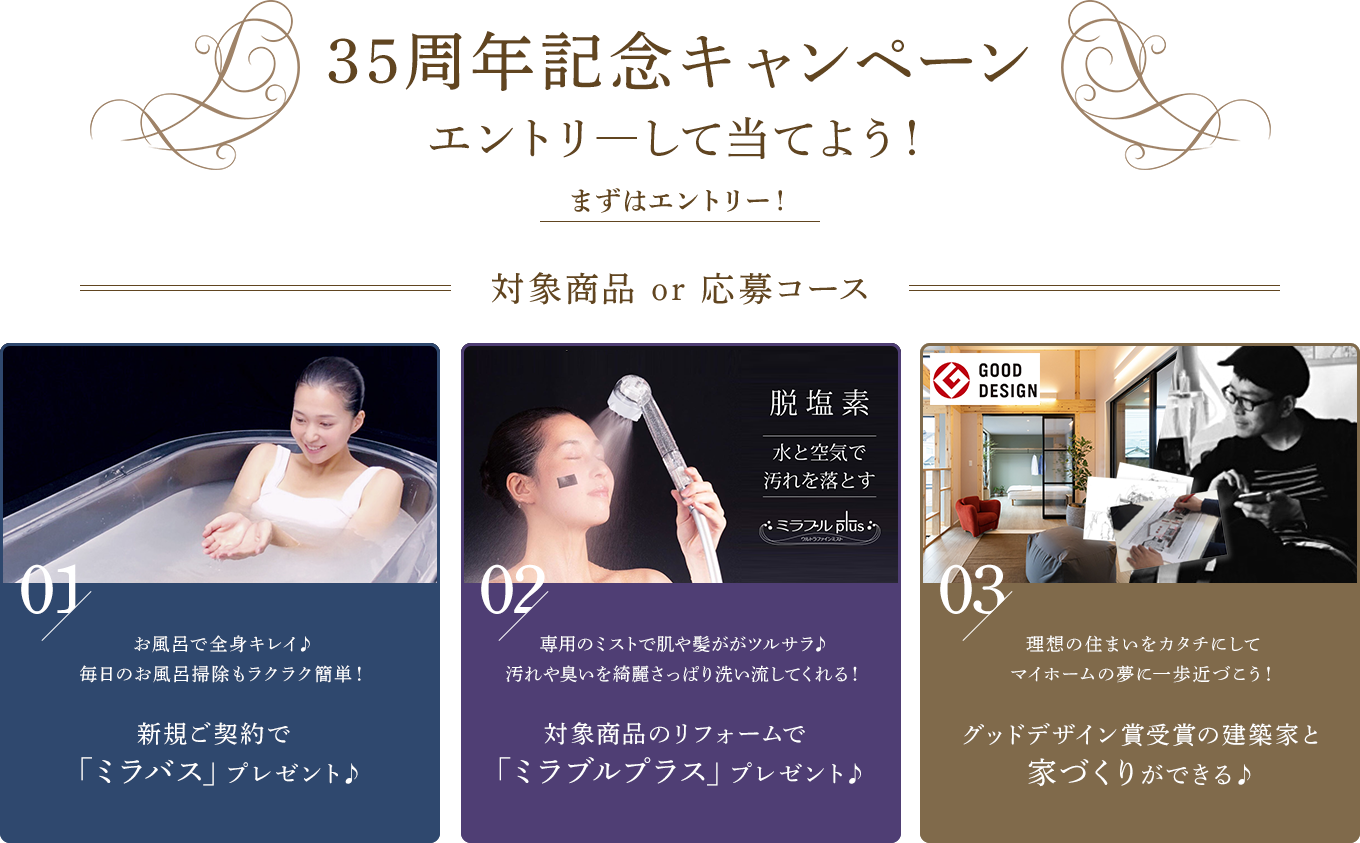 35周年記念キャンペーン
エントリーして当てよう！
まずはエントリー！
対象商品 or 応募コース
01
お風呂で全身キレイ♪
毎日のお風呂掃除もラクラク簡単！
新規ご契約で
「ミラバス」プレゼント♪
脱塩素
水と空気で
汚れを落とす
ミラブル plus
ウルトラファインミスト
02
専用のミストで肌や髪ががツルサラ♪
汚れや臭いを綺麗さっぱり洗い流してくれる！
対象商品のリフォームで
「ミラブルプラス」プレゼント♪
GOOD
DESIGN
03
理想の住まいをカタチにして
マイホームの夢に一歩近づこう！
グッドデザイン賞受賞の建築家と
家づくりができる♪